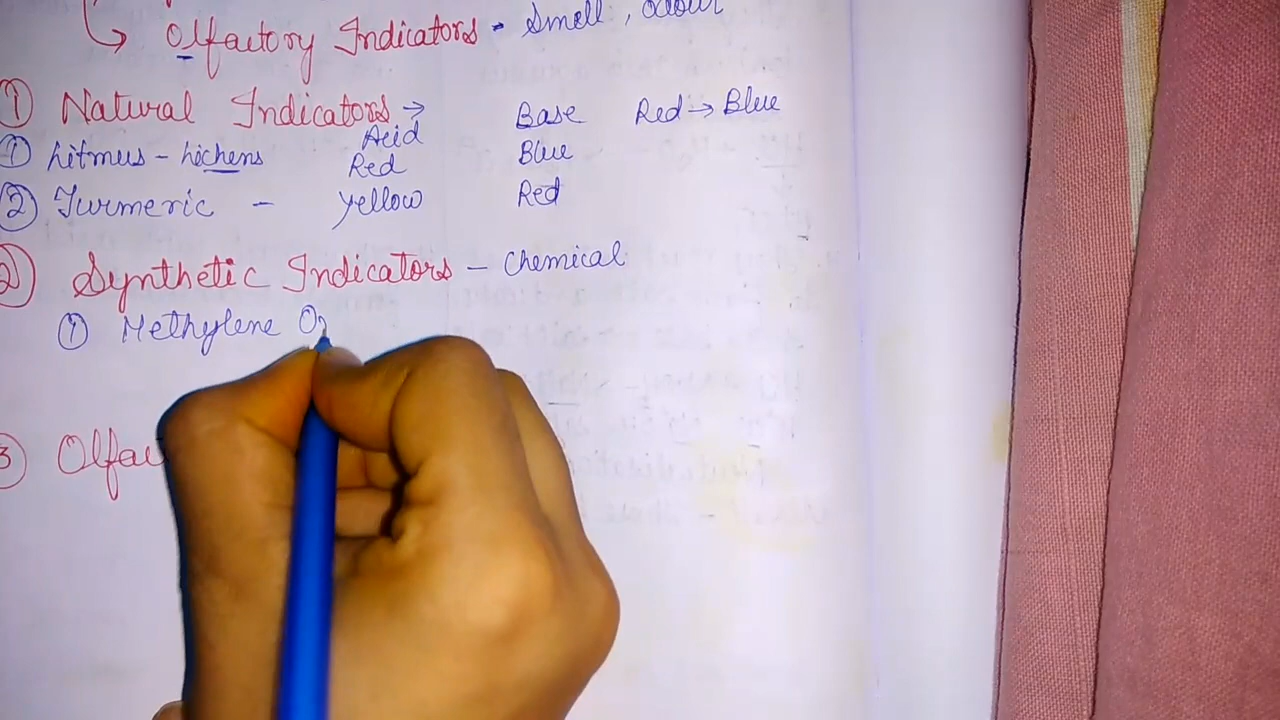 Olfactory Indicators - Smell, odour
① Natural Indicators → Base Red → Blue
Acid
① Litmus - Lichens Red Blue
② Turmeric - Yellow Red
② Synthetic Indicators - Chemical
① Methylene Or
3 Olfac